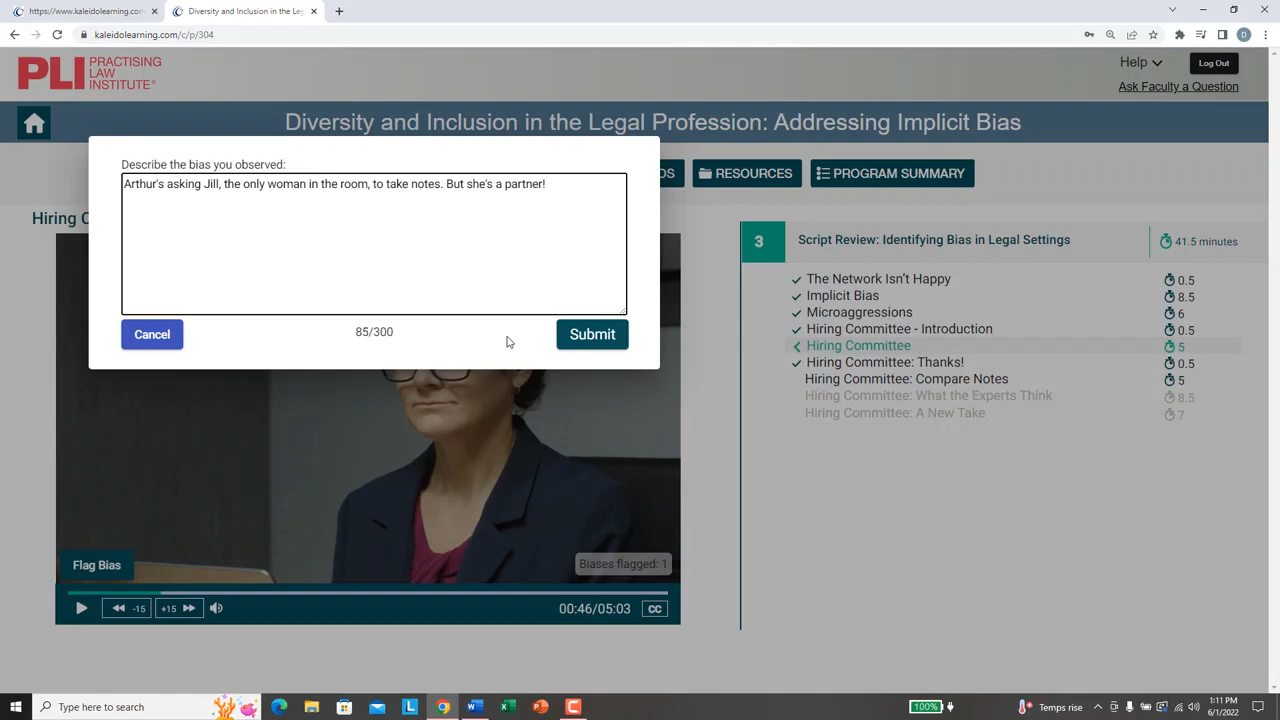 https://www.kaleidolearning.com
Diversity and Inclusion in the Leg
kaleidolearning.com/c/p/304
D
PLI PRACTISING LAW INSTITUTE®
Help
Log Out
Ask Faculty a Question
Diversity and Inclusion in the Legal Profession: Addressing Implicit Bias
OS
RESOURCES
PROGRAM SUMMARY
Describe the bias you observed:
Arthur's asking Jill, the only woman in the room, to take notes. But she's a partner!
Cancel
85/300
Submit
Hiring C
3
Script Review: Identifying Bias in Legal Settings
41.5 minutes
The Network Isn't Happy 0.5
Implicit Bias 8.5
Microaggressions 6
Hiring Committee - Introduction 0.5
Hiring Committee 5
Hiring Committee: Thanks! 0.5
Hiring Committee: Compare Notes 5
Hiring Committee: What the Experts Think 8.5
Hiring Committee: A New Take 7
Flag Bias
Biases flagged: 1
-15
+15
00:46/05:03
CC
Type here to search
100%
Temps rise
1:11 PM
6/1/2022